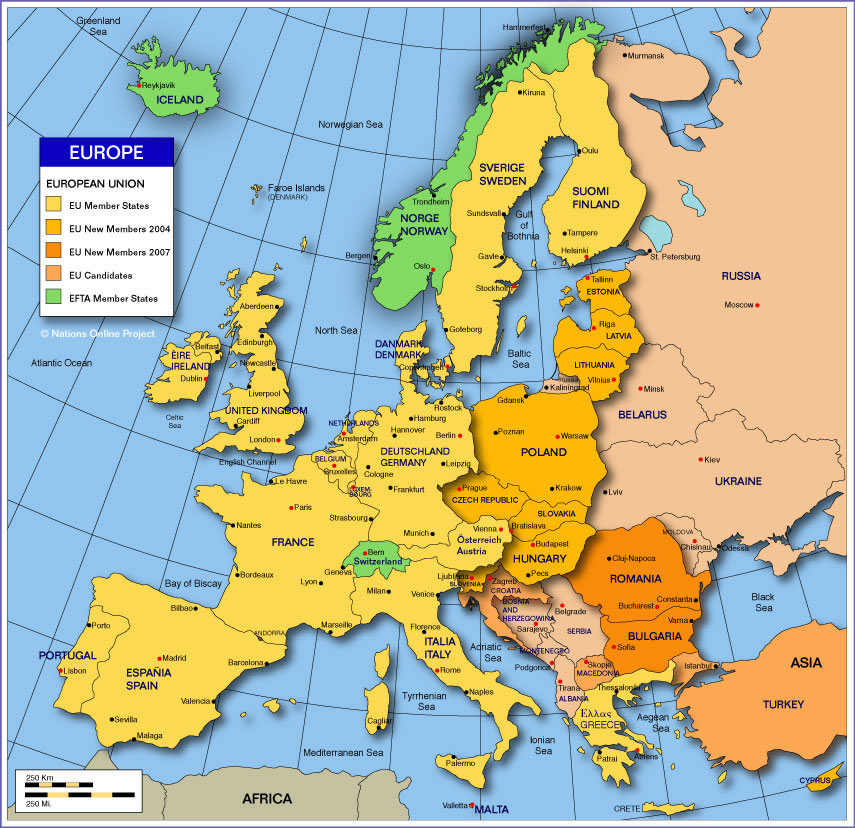 Greenland
Sea
Hammerfest
Murmansk
Reykjavik
ICELAND
Kiruna
Norwegian Sea
EUROPE
EUROPEAN UNION
EU Member States
EU New Members 2004
EU New Members 2007
EU Candidates
EFTA Member States
© Nations Online Project
Oulu
SVERIGE
SWEDEN
SUOMI
FINLAND
Faroe Islands
(DENMARK)
Trondheim
NORGE
NORWAY
Sundsvall
Gulf
of
Bothnia
Tampere
Bergen
Oslo
Gavle
Helsinki
St. Petersburg
Stockholm
Tallinn
ESTONIA
RUSSIA
Moscow
Aberdeen
North Sea
Goteborg
Riga
LATVIA
Edinburgh
Belfast
DANMARK
DENMARK
Baltic
Sea
Atlantic Ocean
ÈIRE
IRELAND
Newcastle
Copenhagen
LITHUANIA
Dublin
Vilnius
RUSSIA
Kaliningrad
Minsk
Liverpool
Gdansk
BELARUS
UNITED KINGDOM
Rostock
Celtic
Sea
Cardiff
NETHERLANDS
Hamburg
London
Amsterdam
Hannover
Berlin
Poznan
Warsaw
English Channel
BELGIUM
Bruxelles
DEUTSCHLAND
GERMANY
POLAND
Kiev
Leipzig
Cologne
Le Havre
LUXEM-
BOURG
Frankfurt
Prague
Krakow
Lviv
UKRAINE
CZECH REPUBLIC
Paris
Strasbourg
SLOVAKIA
Nantes
Munich
Vienna
Bratislava
MOLDOVA
FRANCE
Österreich
Austria
Budapest
Chisinau
Odessa
Bern
Switzerland
HUNGARY
Cluj-Napoca
Geneva
Bay of Biscay
Bordeaux
Lyon
Ljubljana
SLOVENIA
Pecs
ROMANIA
Zagreb
CROATIA
Milan
Venice
BOSNIA
AND
HERZEGOWINA
Belgrade
Bucharest
Constanta
Black
Sea
Bilbao
Florence
Sarajevo
SERBIA
Varna
Porto
Marseille
ANDORRA
ITALIA
ITALY
Adriatic
Sea
MONTENEGRO
BULGARIA
Sofia
PORTUGAL
Madrid
Barcelona
Rome
Podgorica
Skopje
MACEDONIA
Istanbul
ASIA
Lisbon
ESPAÑIA
SPAIN
Tirana
ALBANIA
Thessaloniki
Valencia
Tyrrhenian
Sea
Naples
TURKEY
Sevilla
Cagliari
Ελλας
GREECE
Aegean
Sea
Malaga
Mediterranean Sea
Ionian
Sea
Patrai
Athens
Palermo
250 Km
250 Mi.
AFRICA
Valletta
MALTA
CRETE
CYPRUS